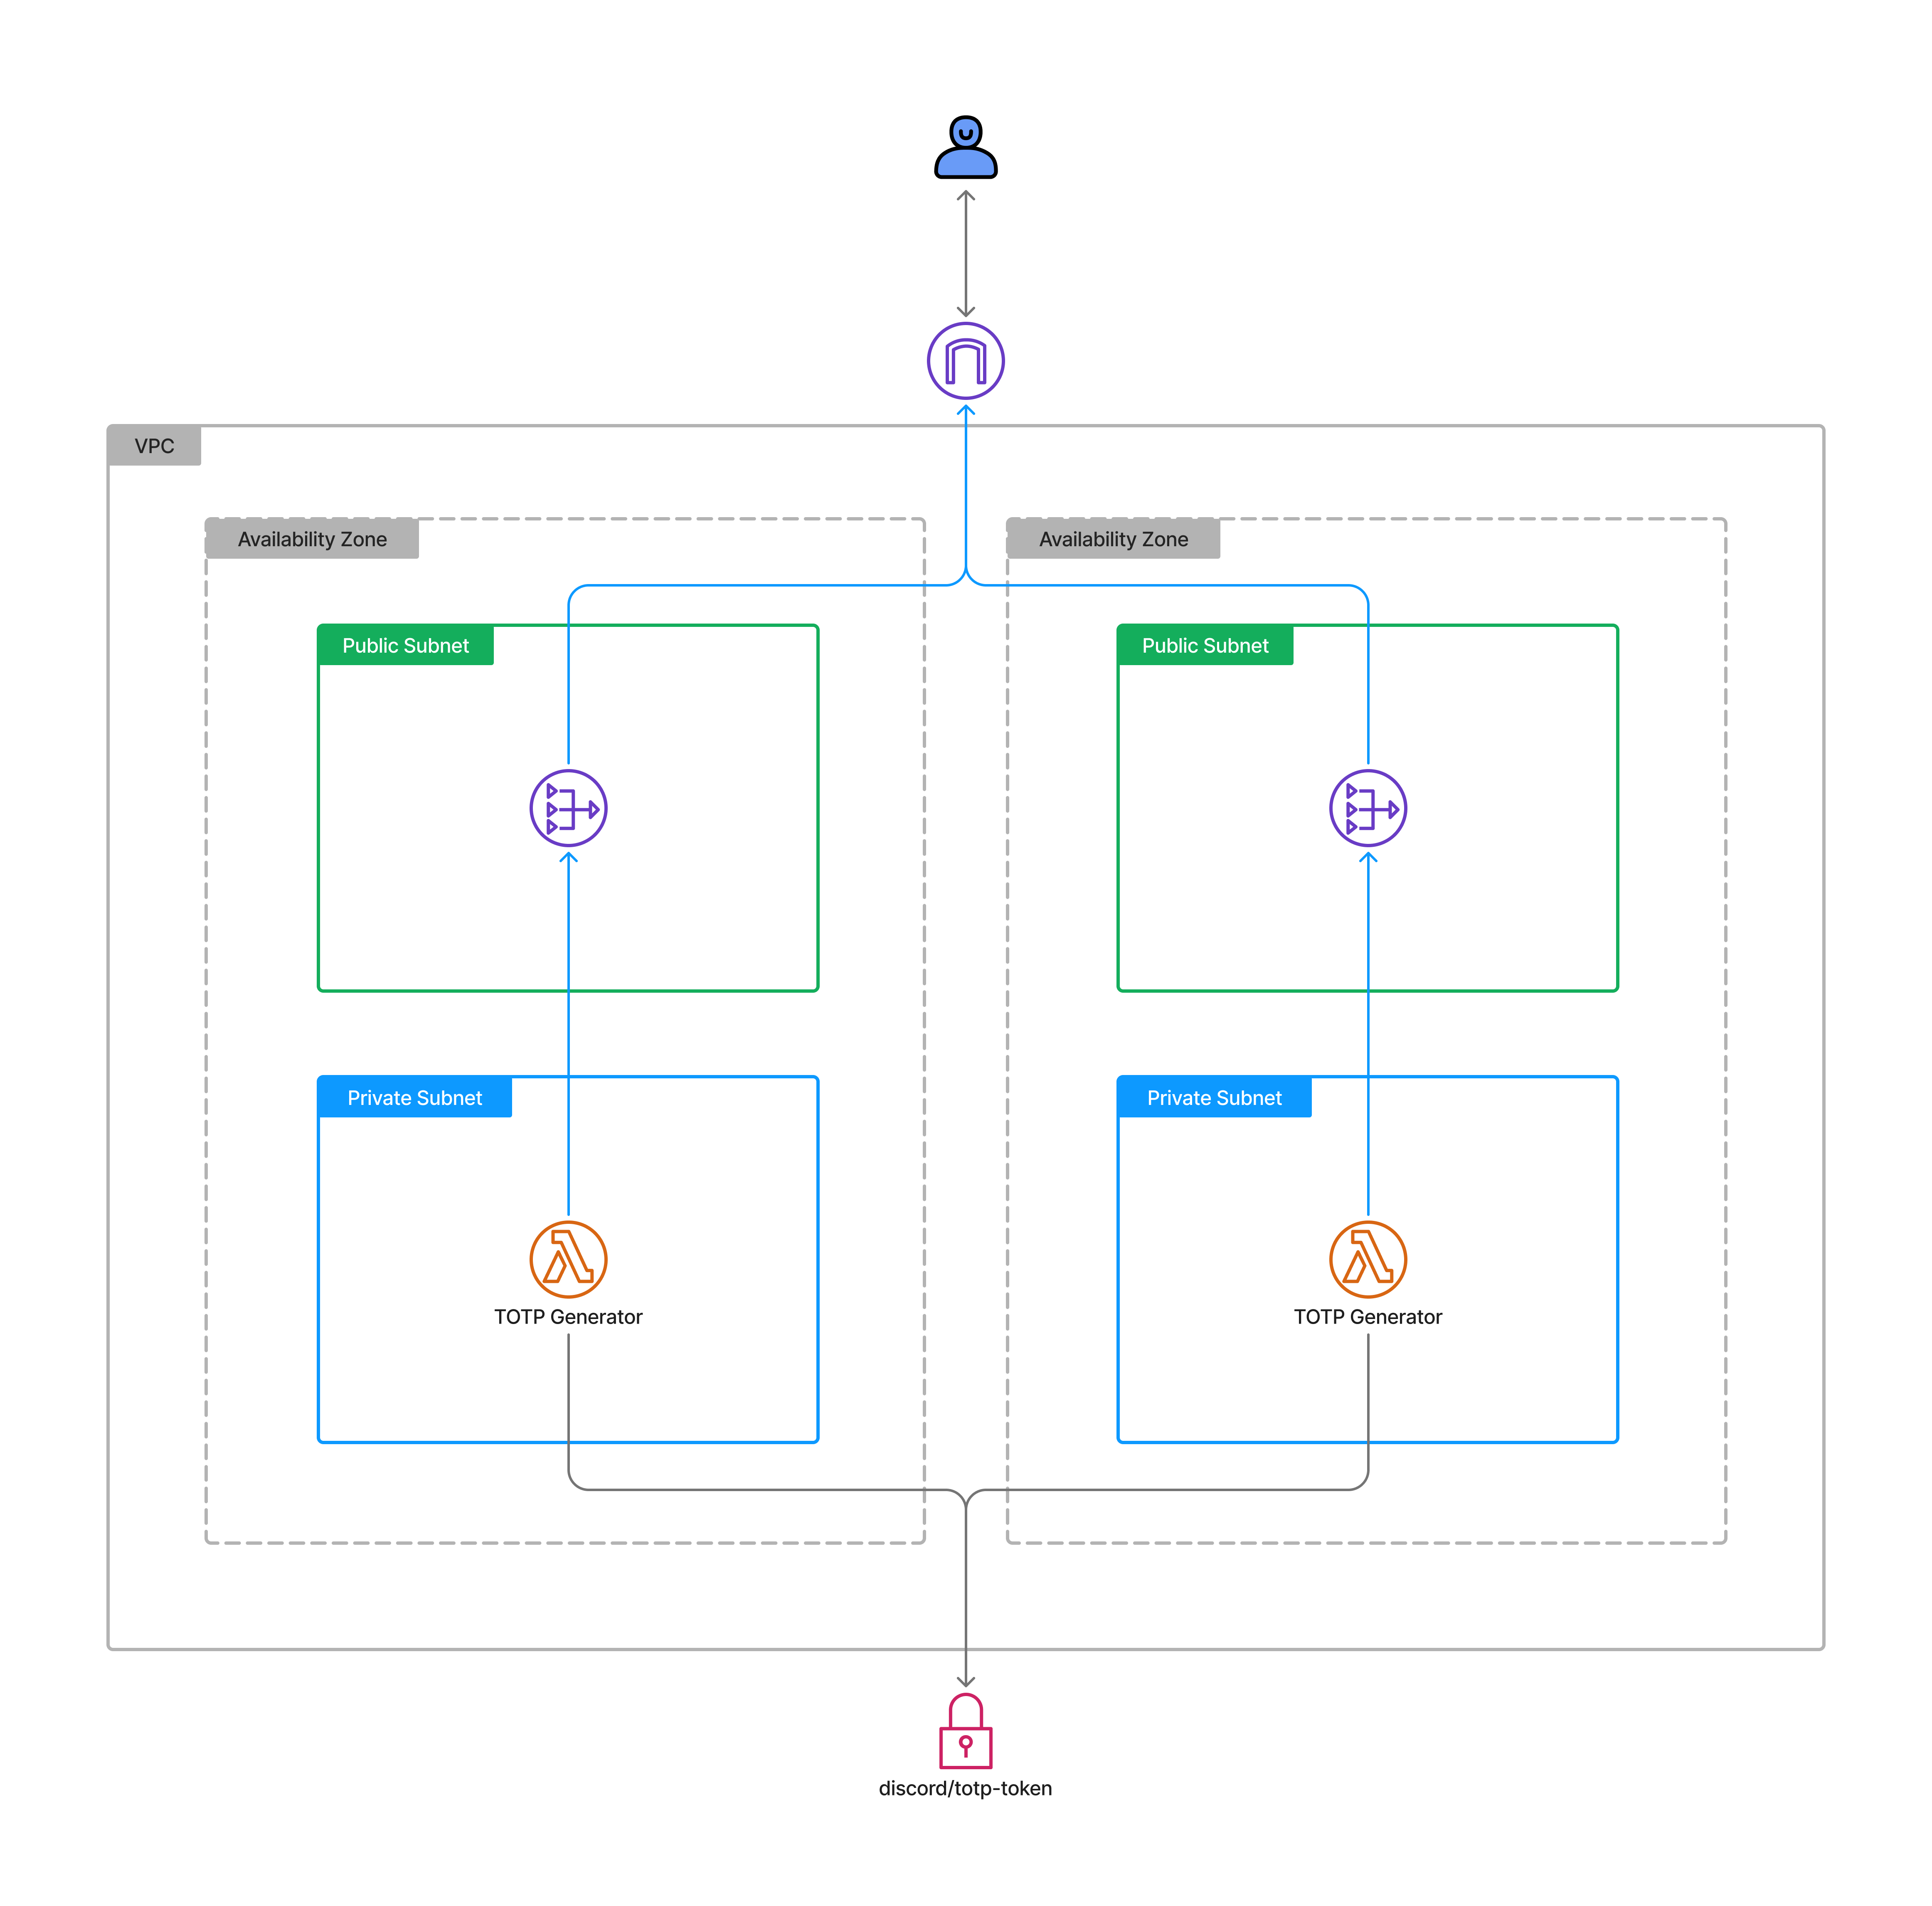 VPC
Availability Zone
Availability Zone
Public Subnet
Public Subnet
Private Subnet
Private Subnet
TOTP Generator
TOTP Generator
discord/totp-token